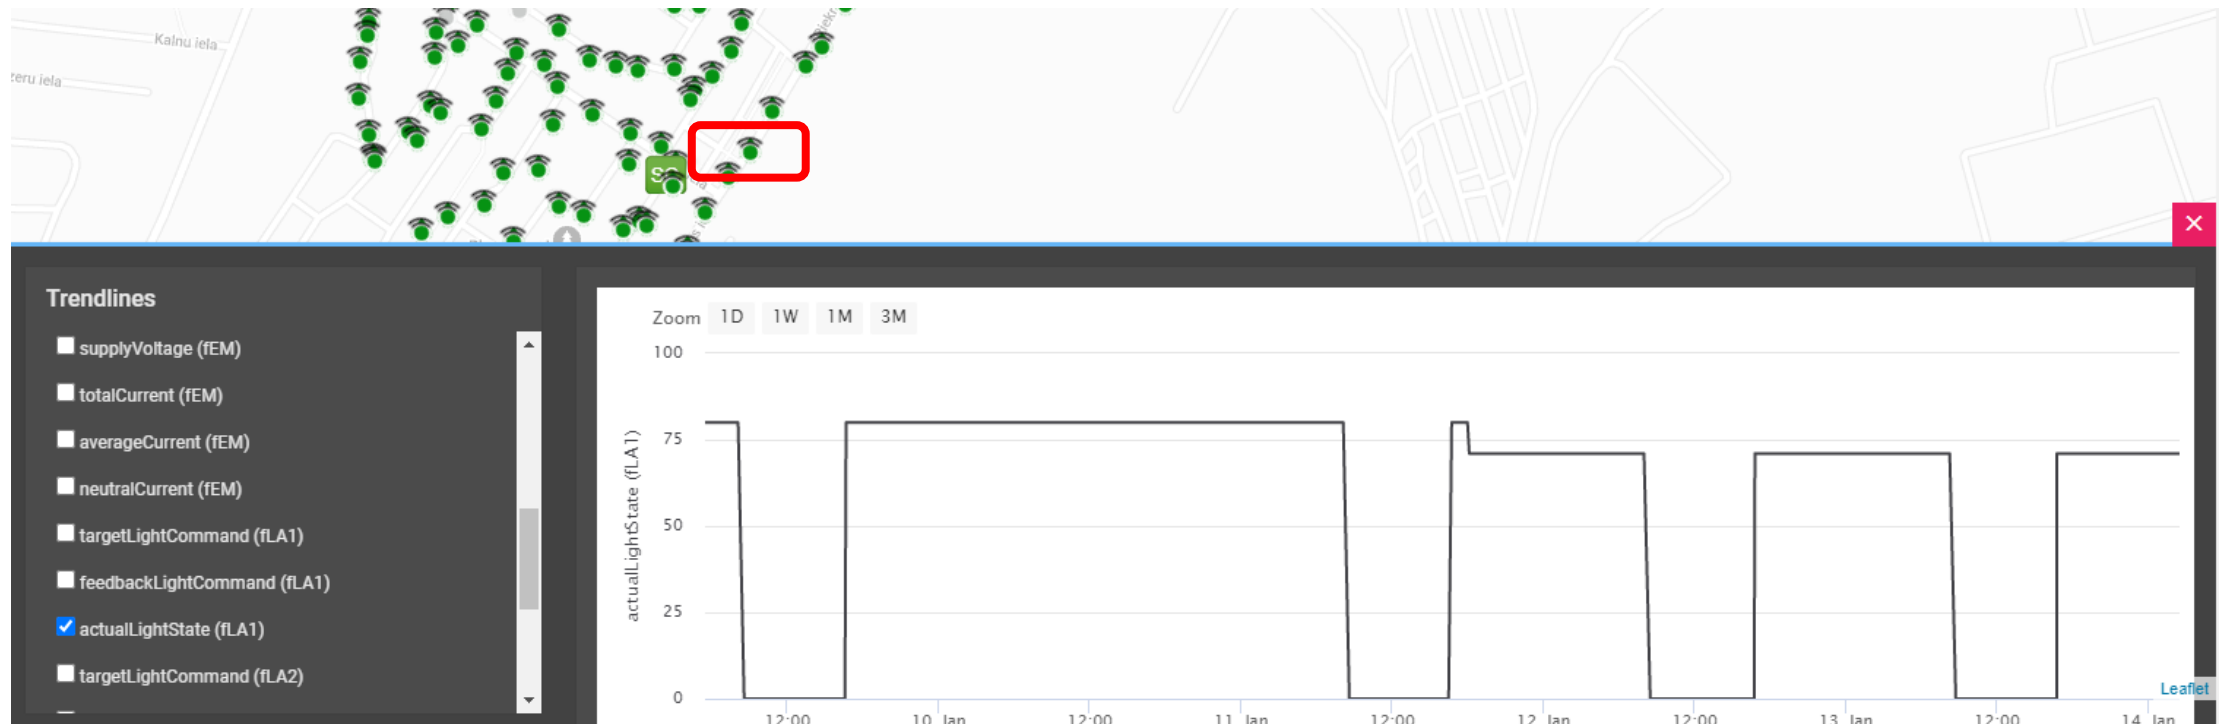 Kalnu iela
zeru iela
Piekr
Trendlines
supplyVoltage (fEM)
totalCurrent (fEM)
averageCurrent (fEM)
neutralCurrent (fEM)
targetLightCommand (fLA1)
feedbackLightCommand (fLA1)
actualLightState (fLA1)
targetLightCommand (fLA2)
Zoom 1D 1W 1M 3M
actualLightState (fLA1)
100
75
50
25
0
12:00 10 Jan 12:00 11 Jan 12:00 12 Jan 12:00 13 Jan 12:00 14 Jan
Leaflet